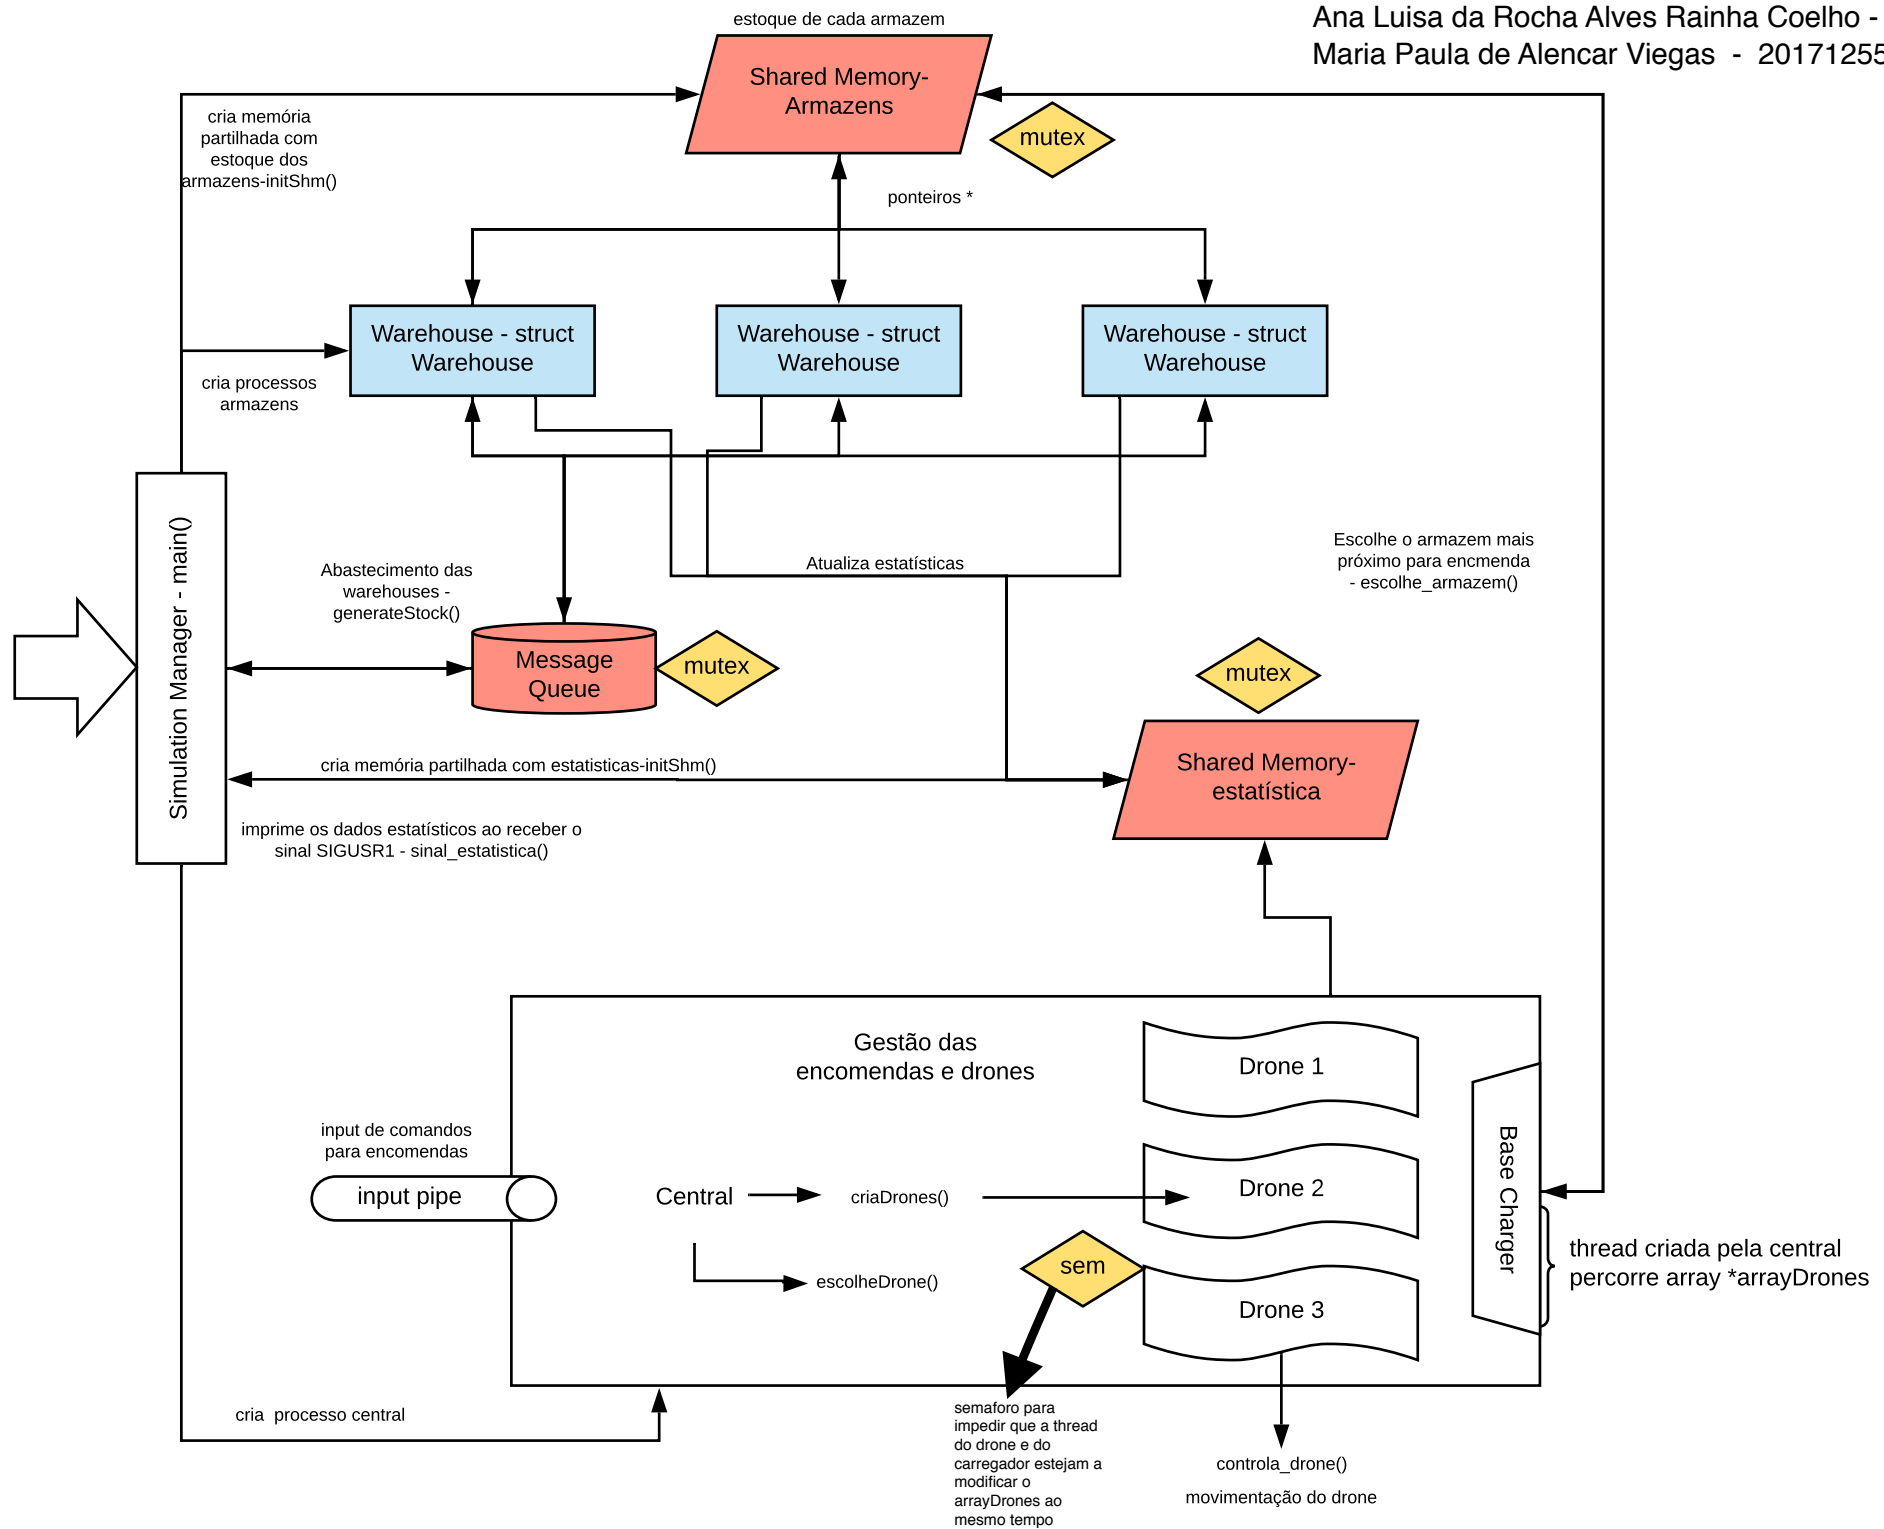 estoque de cada armazem
Ana Luisa da Rocha Alves Rainha Coelho -
Maria Paula de Alencar Viegas - 20171255
Shared Memory-
Armazens
mutex
cria memória
partilhada com
estoque dos
armazens-initShm()
ponteiros *
Warehouse - struct
Warehouse
Warehouse - struct
Warehouse
Warehouse - struct
Warehouse
cria processos
armazens
Simulation Manager - main()
Abastecimento das
warehouses -
generateStock()
Atualiza estatísticas
Escolhe o armazem mais
próximo para encmenda
- escolhe_armazem()
Message
Queue
mutex
mutex
cria memória partilhada com estatisticas-initShm()
Shared Memory-
estatística
imprime os dados estatísticos ao receber o
sinal SIGUSR1 - sinal_estatistica()
Gestão das
encomendas e drones
Drone 1
input de comandos
para encomendas
input pipe
Central
criaDrones()
Drone 2
Base Charger
escolheDrone()
sem
Drone 3
thread criada pela central
percorre array *arrayDrones
cria processo central
semaforo para
impedir que a thread
do drone e do
carregador estejam a
modificar o
arrayDrones ao
mesmo tempo
controla_drone()
movimentação do drone